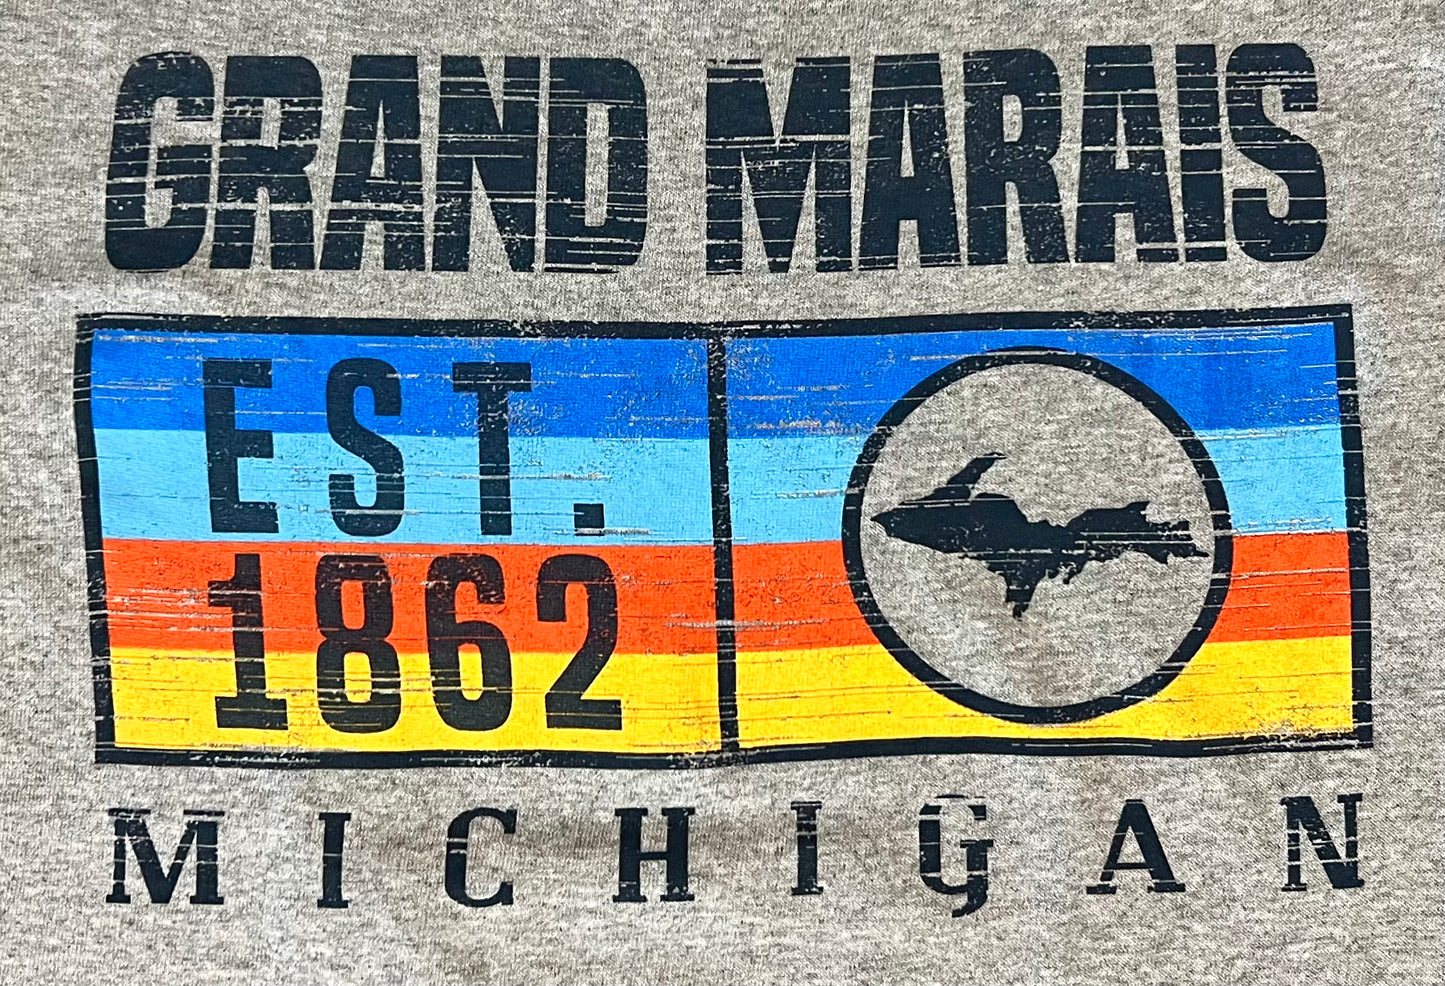 GRAND MARAIS
EST.
1862
MICHIGAN